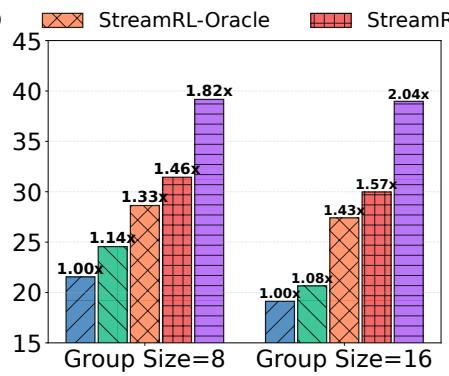 StreamRL-Oracle StreamR
45
40
35
30
25
20
15
1.00x 1.14x 1.33x 1.46x 1.82x
1.00x 1.08x 1.43x 1.57x 2.04x
Group Size=8 Group Size=16